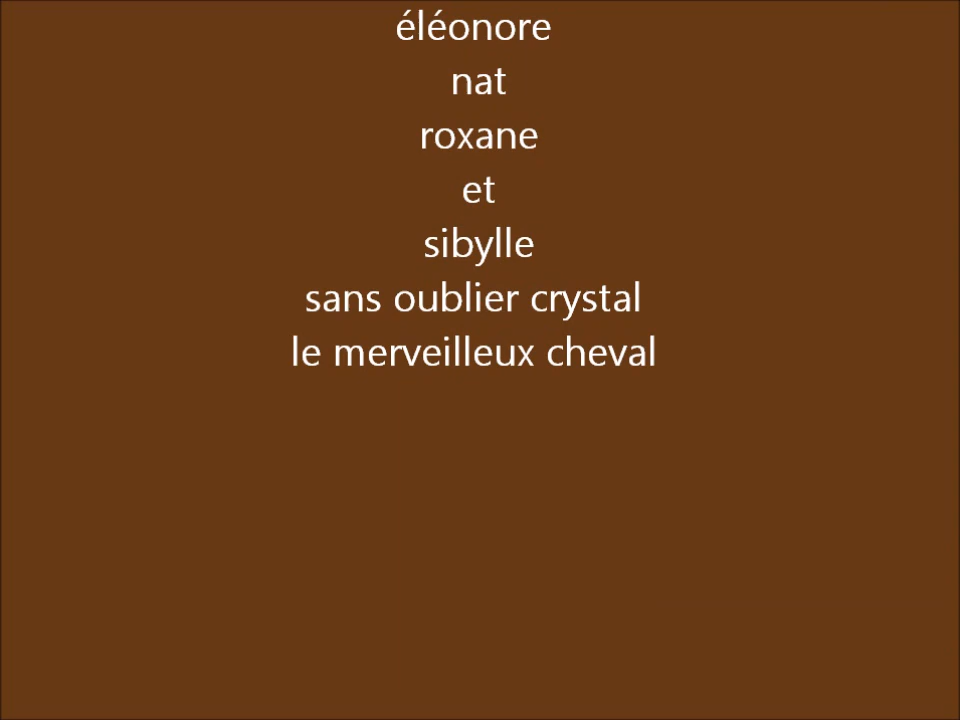 éléonore
nat
roxane
et
sibylle
sans oublier crystal
le merveilleux cheval